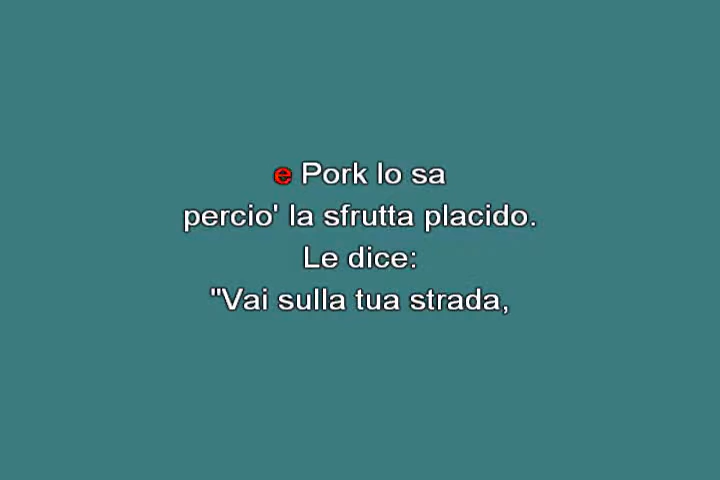 e Pork lo sa
percio' la sfrutta placido.
Le dice:
"Vai sulla tua strada,